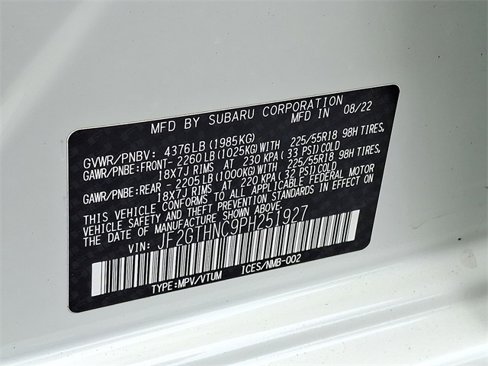 MFD BY SUBARU CORPORATION IN 08/22
GVWR/PNBV: 4376LB(1985KG)
GAWR/PNBE:FRONT- 2260LB(1025KG)WITH 225/55R18 98H TIRES,
18X7J RIMS AT 230 KPA(33 PSI)COLD
GAWR/PNBE:REAR - 2205LB(1000KG)WITH 225/55R18 98H TIRES,
18X7J RIMS AT 220 KPA(32 PSI)COLD
THIS VEHICLE CONFORMS TO ALL APPLICABLE FEDERAL
MOTOR VEHICLE SAFETY AND THEFT PREVENTION STANDARDS IN EFFECT ON
THE DATE OF MANUFACTURE SHOWN ABOVE.
VIN: JF2GTHNC9PH251927
TYPE:MPV/VTUM ICES/NMB-002